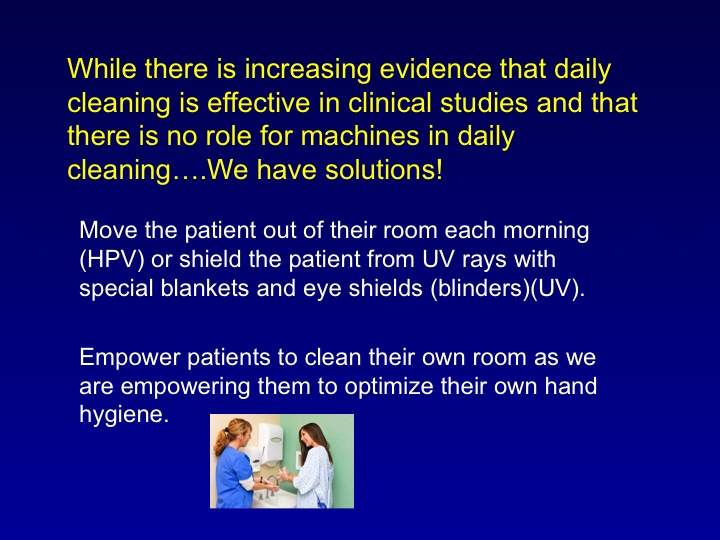 While there is increasing evidence that daily
cleaning is effective in clinical studies and that
there is no role for machines in daily
cleaning….We have solutions!
Move the patient out of their room each morning
(HPV) or shield the patient from UV rays with
special blankets and eye shields (blinders)(UV).
Empower patients to clean their own room as we
are empowering them to optimize their own hand
hygiene.